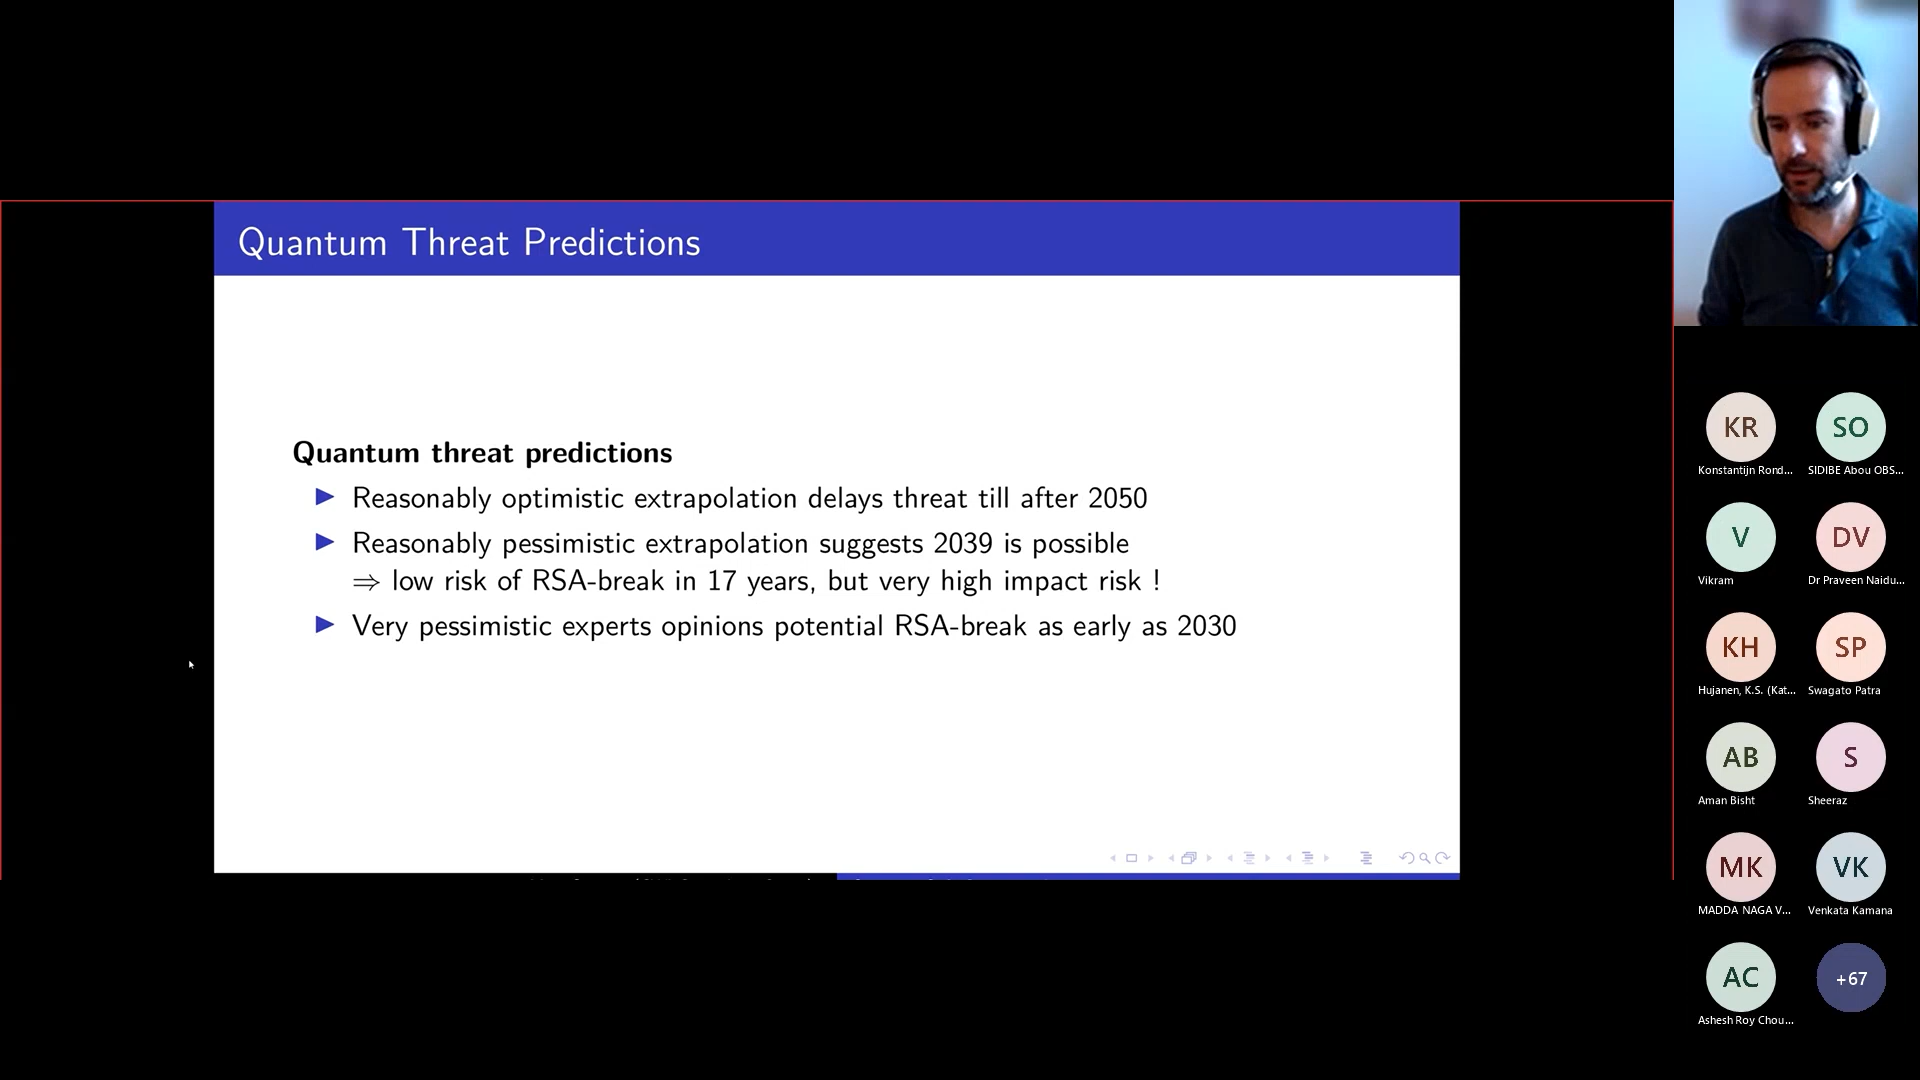 Quantum Threat Predictions
Quantum threat predictions
Reasonably optimistic extrapolation delays threat till after 2050
Reasonably pessimistic extrapolation suggests 2039 is possible
⇒ low risk of RSA-break in 17 years, but very high impact risk !
Very pessimistic experts opinions potential RSA-break as early as 2030
KR
SO
Konstantijn Rond...
SIDIBE Abou OBS...
V
DV
Vikram
Dr Praveen Naidu...
KH
SP
Hujanen, K.S. (Kat...
Swagato Patra
AB
S
Aman Bisht
Sheeraz
MK
VK
MADDA NAGA V...
Venkata Kamana
AC
+67
Ashesh Roy Chou...